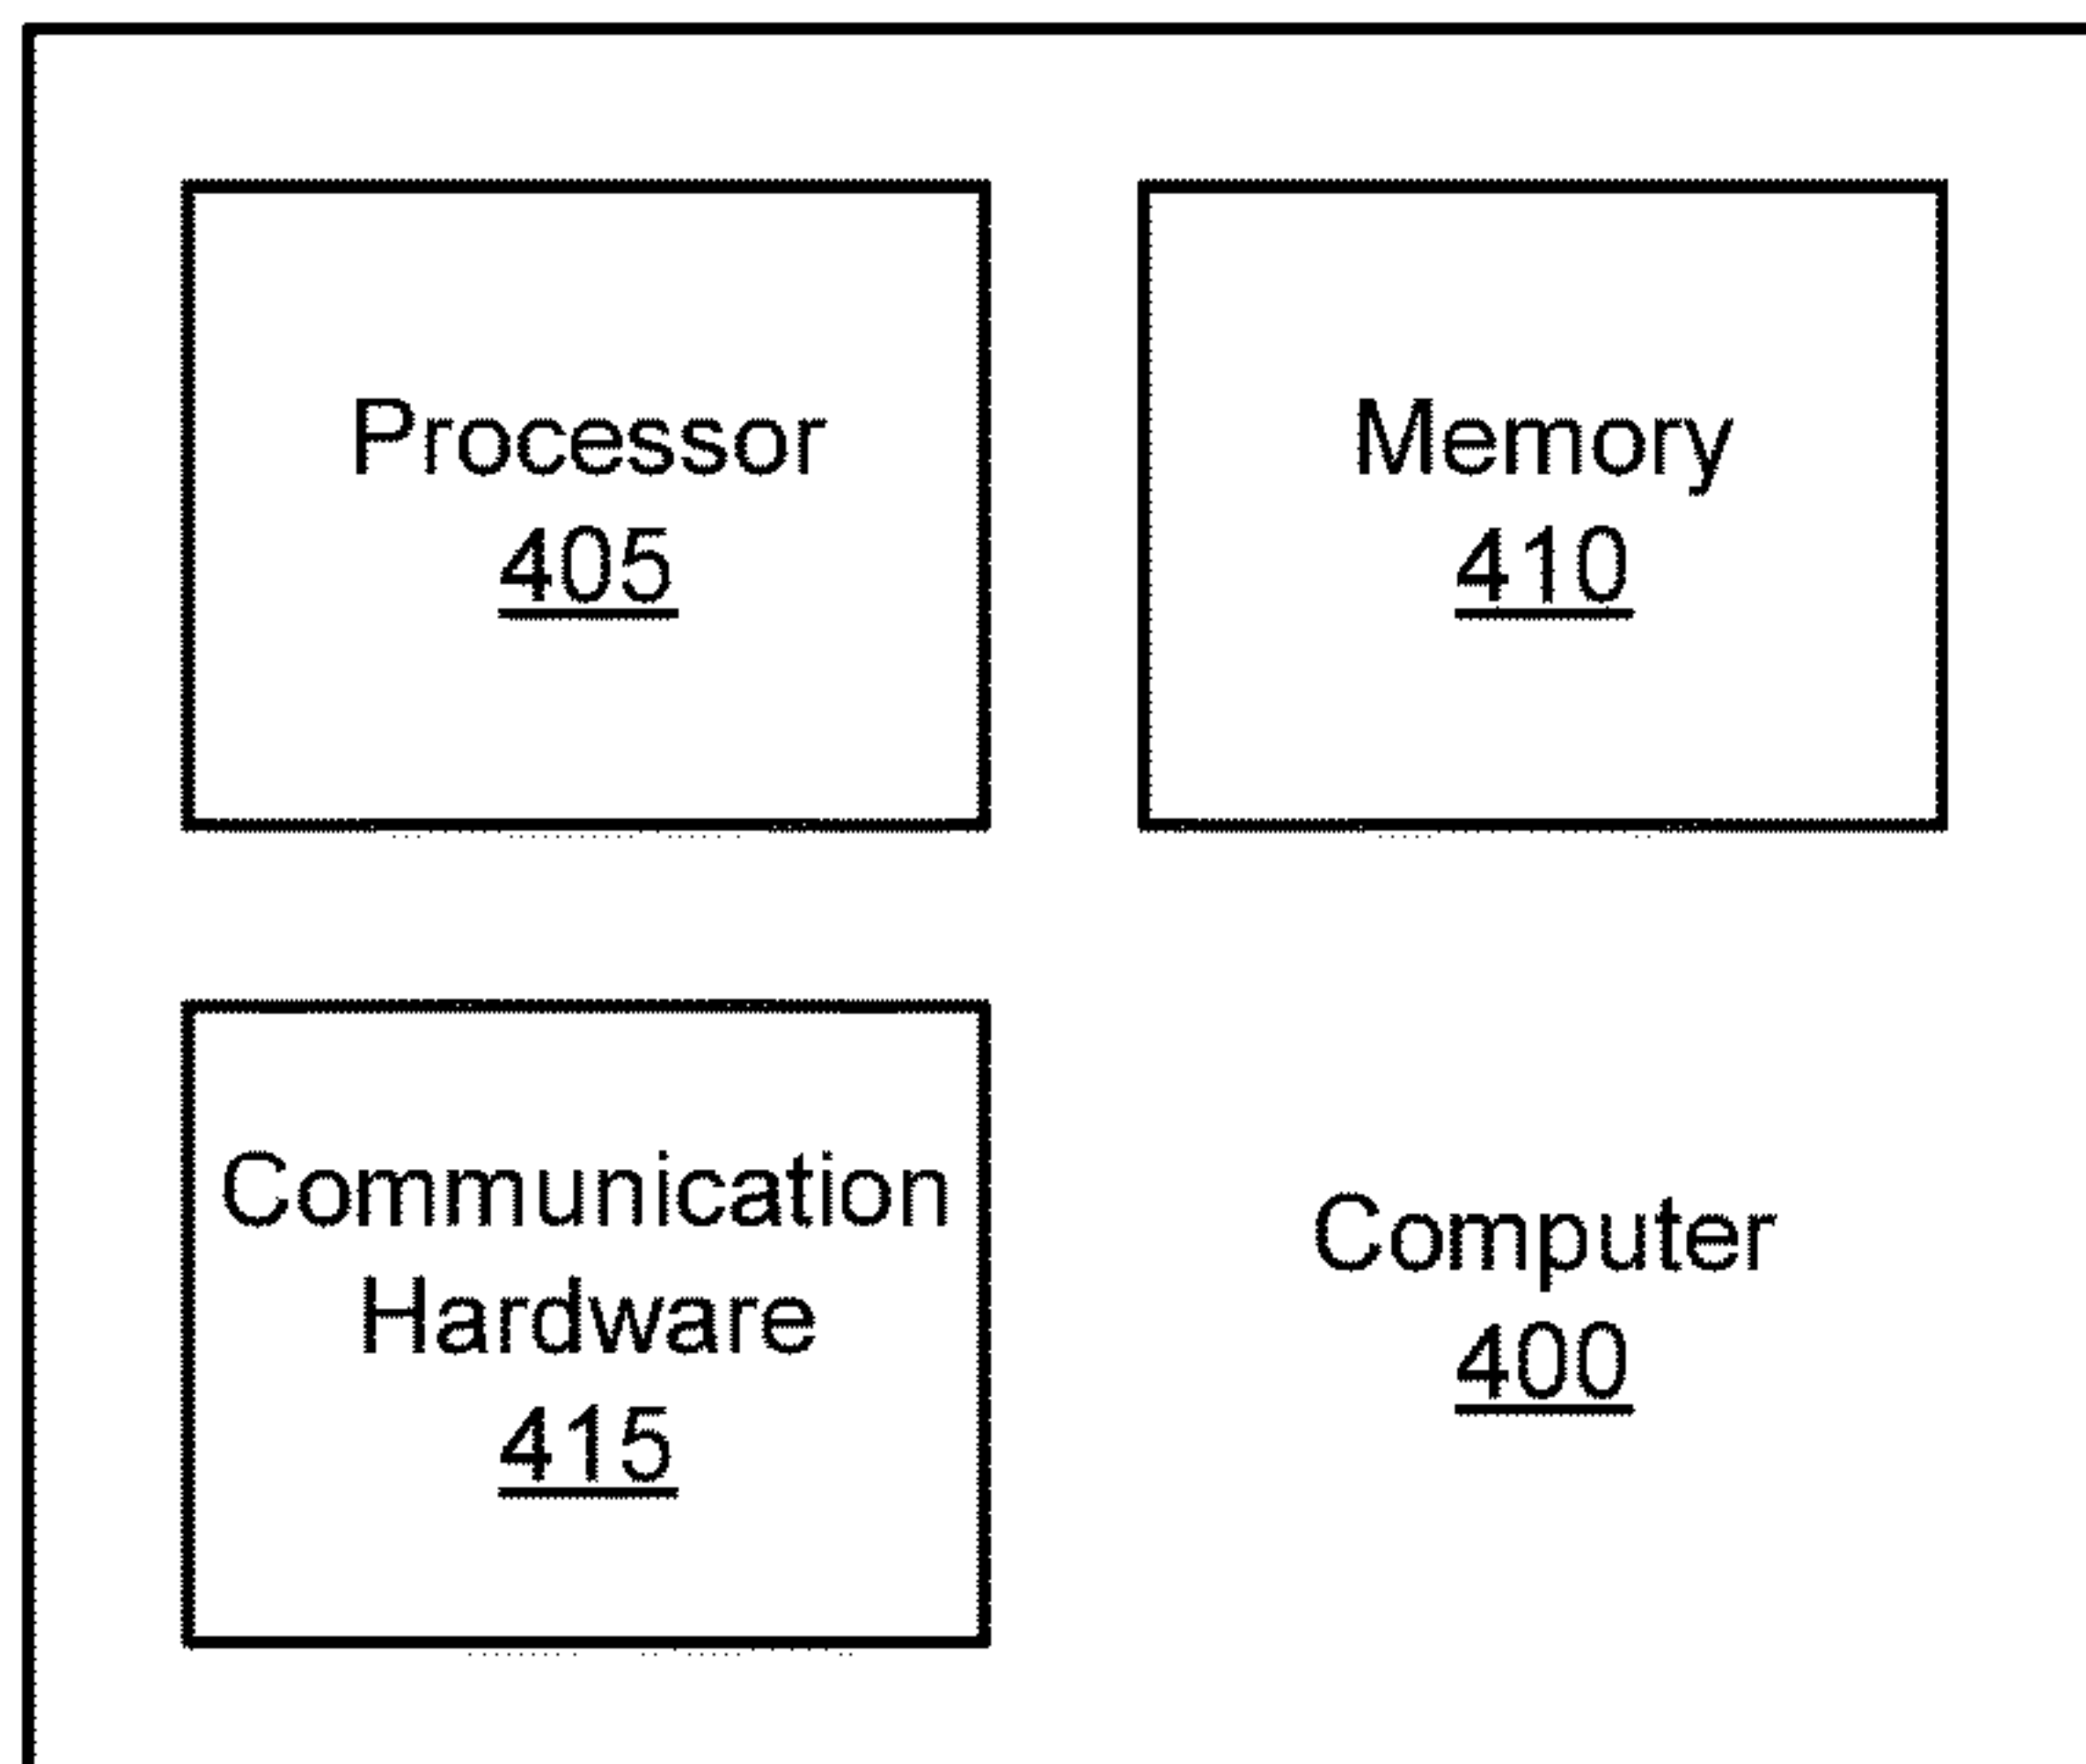 Processor
405
Memory
410
Communication
Hardware
415
Computer
400